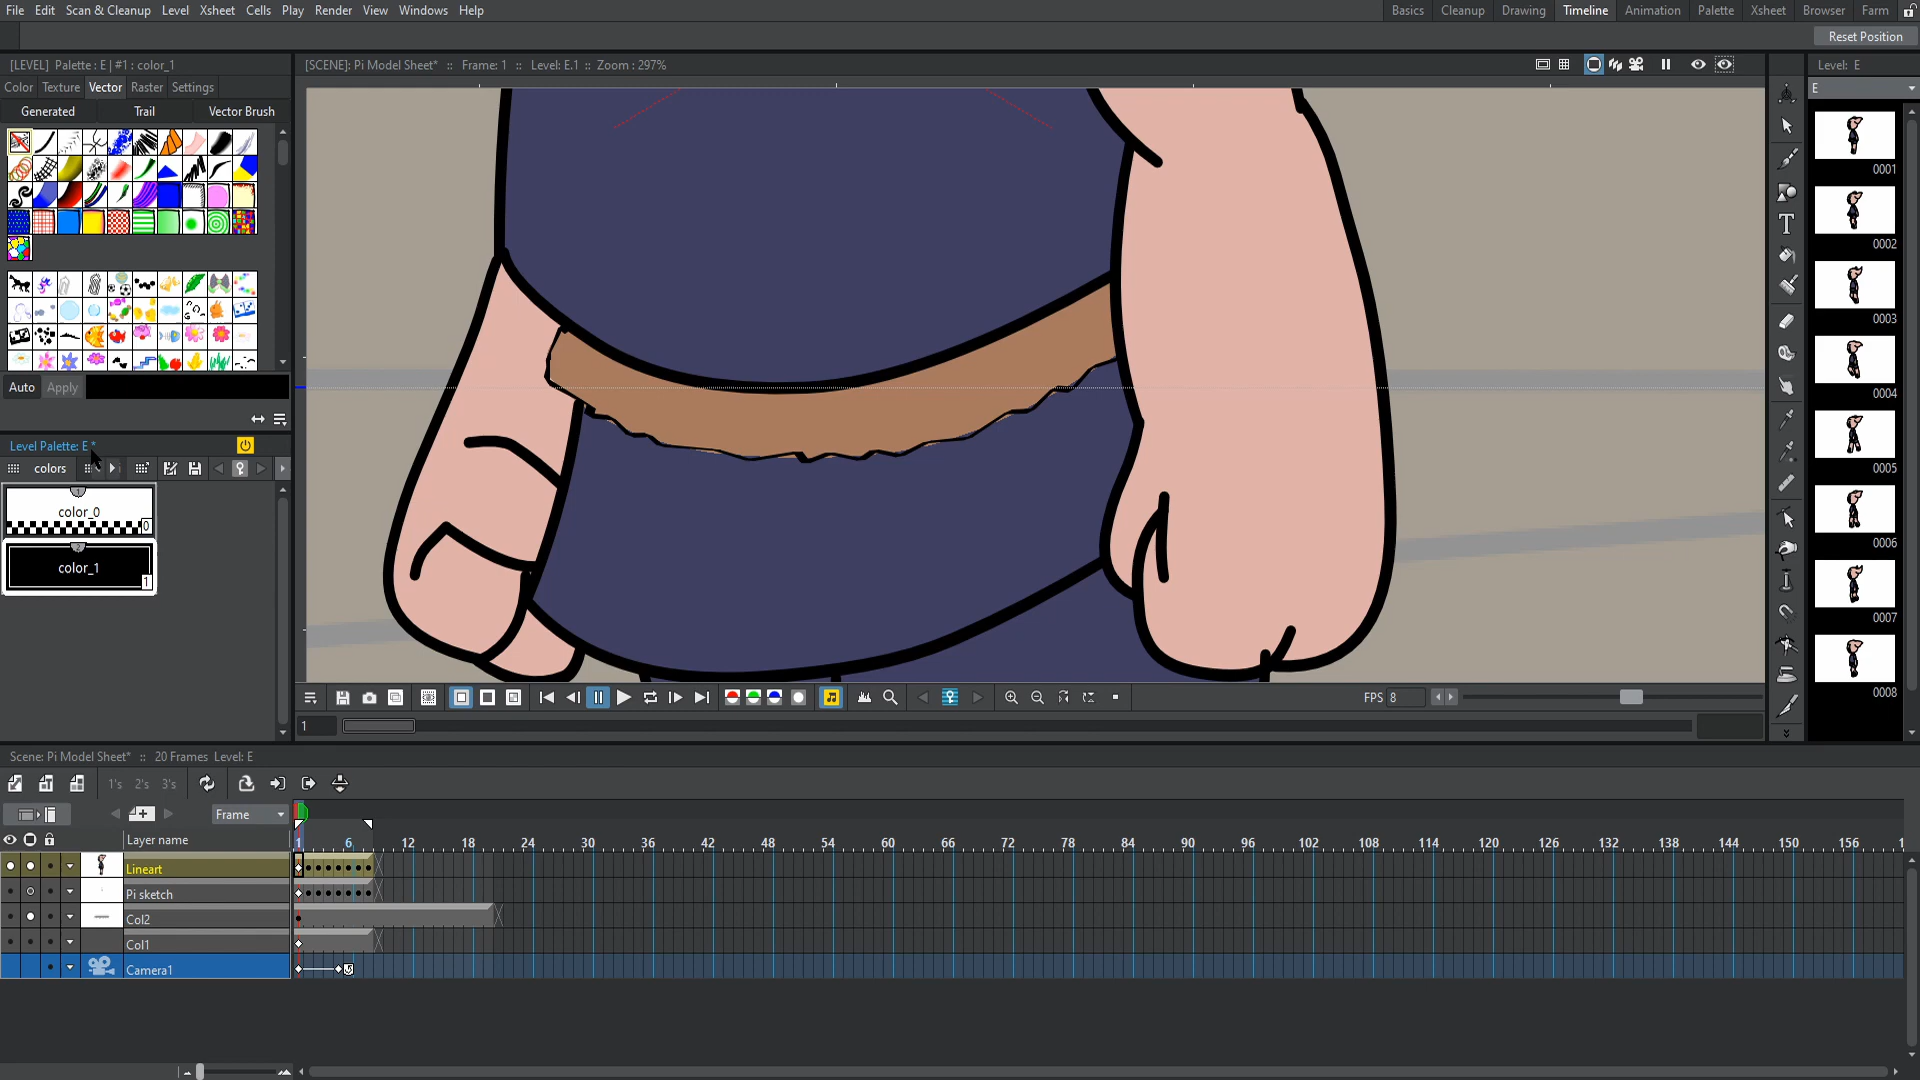 File Edit Scan & Cleanup Level Xsheet Cells Play Render View Windows Help
Basics Cleanup Drawing Timeline Animation Palette Xsheet Browser Farm
Reset Position
[LEVEL] Palette : E | #1 : color_1
[SCENE]: Pi Model Sheet* :: Frame: 1 :: Level: E.1 :: Zoom : 297%
Level: E
Color Texture Vector Raster Settings
E
Generated Trail Vector Brush
0001
0002
0003
0004
0005
0006
0007
0008
Auto Apply
Level Palette: E *
colors
1
color_0
0
2
color_1
1
FPS 8
1
Scene: Pi Model Sheet* :: 20 Frames Level: E
1's 2's 3's
Frame
Layer name
1 6 12 18 24 30 36 42 48 54 60 66 72 78 84 90 96 102 108 114 120 126 132 138 144 150 156 1
Lineart
Pi sketch
Col2
Col1
Camera1